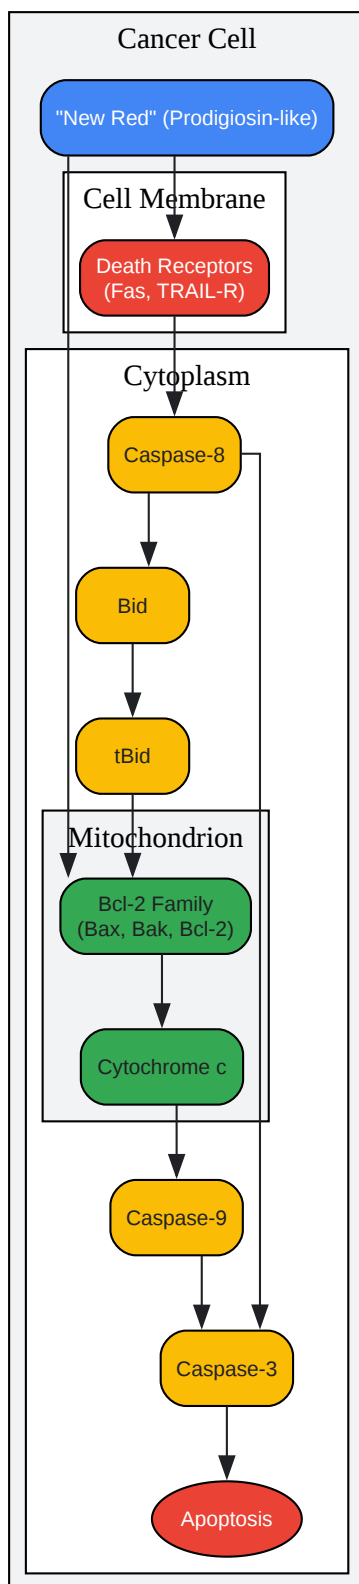 Cancer Cell
"New Red" (Prodigiosin-like)
Cell Membrane
Death Receptors
(Fas, TRAIL-R)
Cytoplasm
Caspase-8
Bid
tBid
Mitochondrion
Bcl-2 Family
(Bax, Bak, Bcl-2)
Cytochrome c
Caspase-9
Caspase-3
Apoptosis